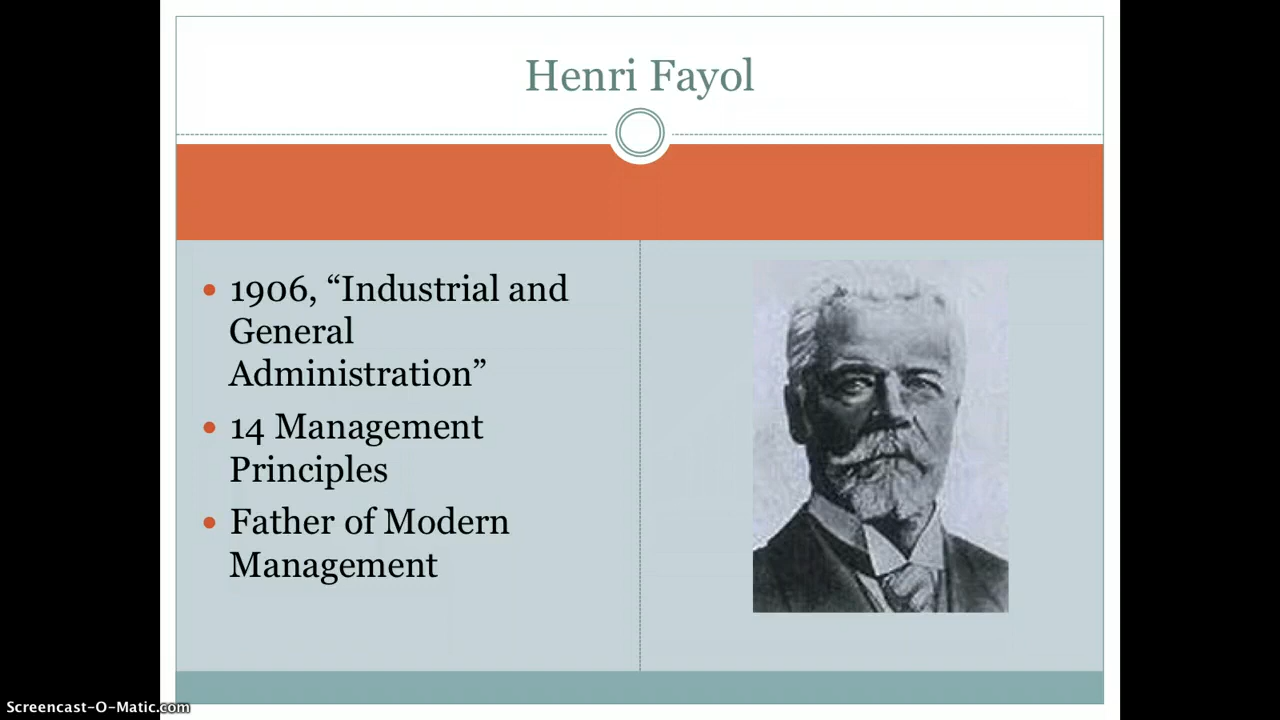 Henri Fayol
• 1906, “Industrial and
General
Administration”
• 14 Management
Principles
• Father of Modern
Management
Screencast-O-Matic.com